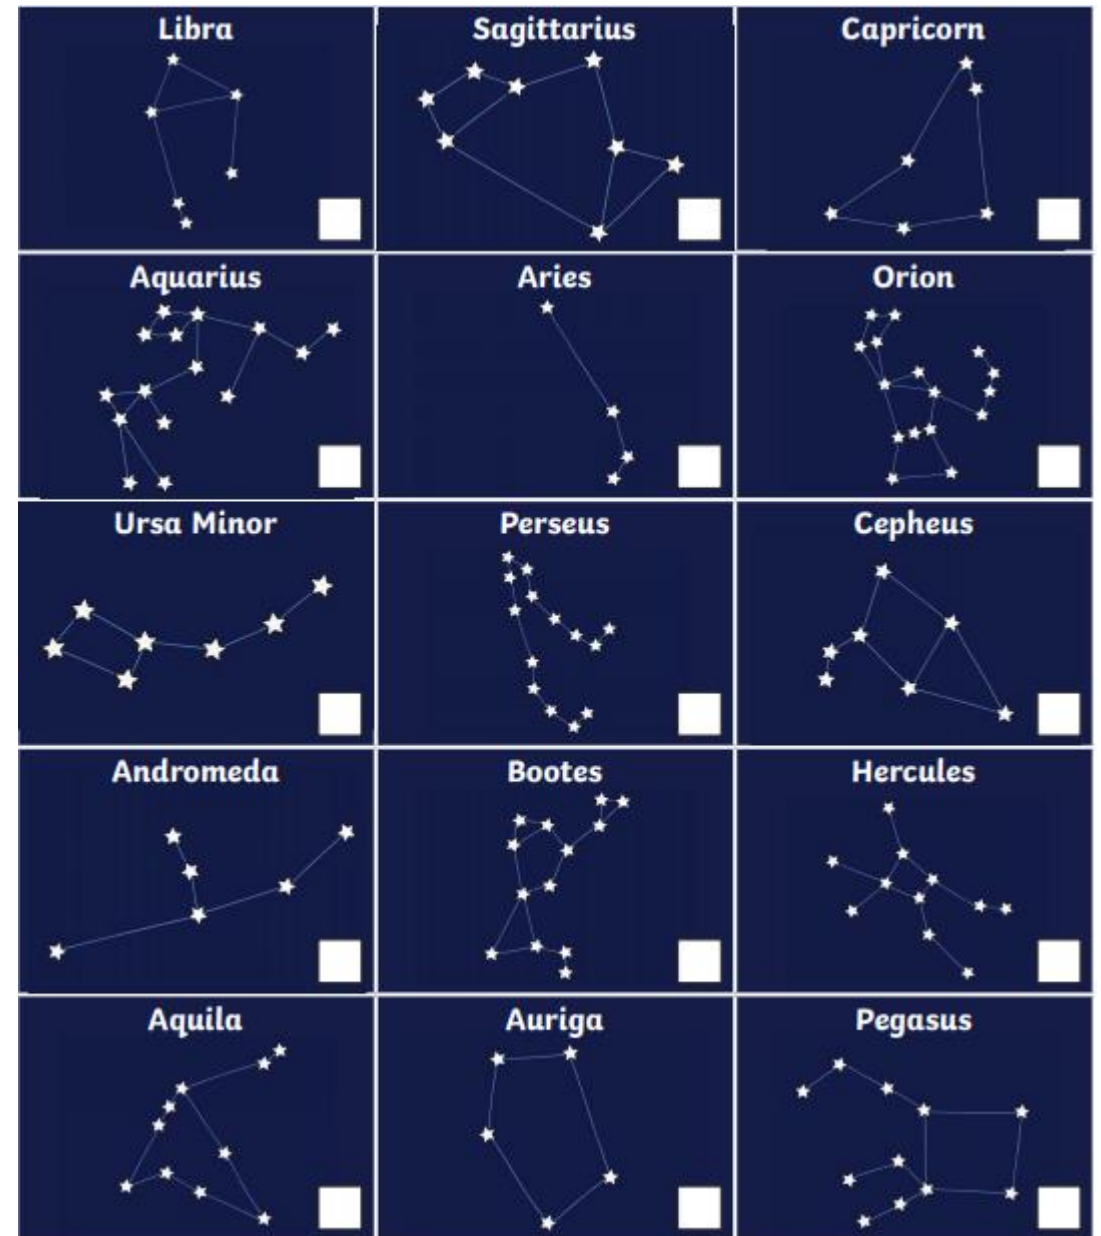 Libra
Sagittarius
Capricorn
Aquarius
Aries
Orion
Ursa Minor
Perseus
Cepheus
Andromeda
Bootes
Hercules
Aquila
Auriga
Pegasus